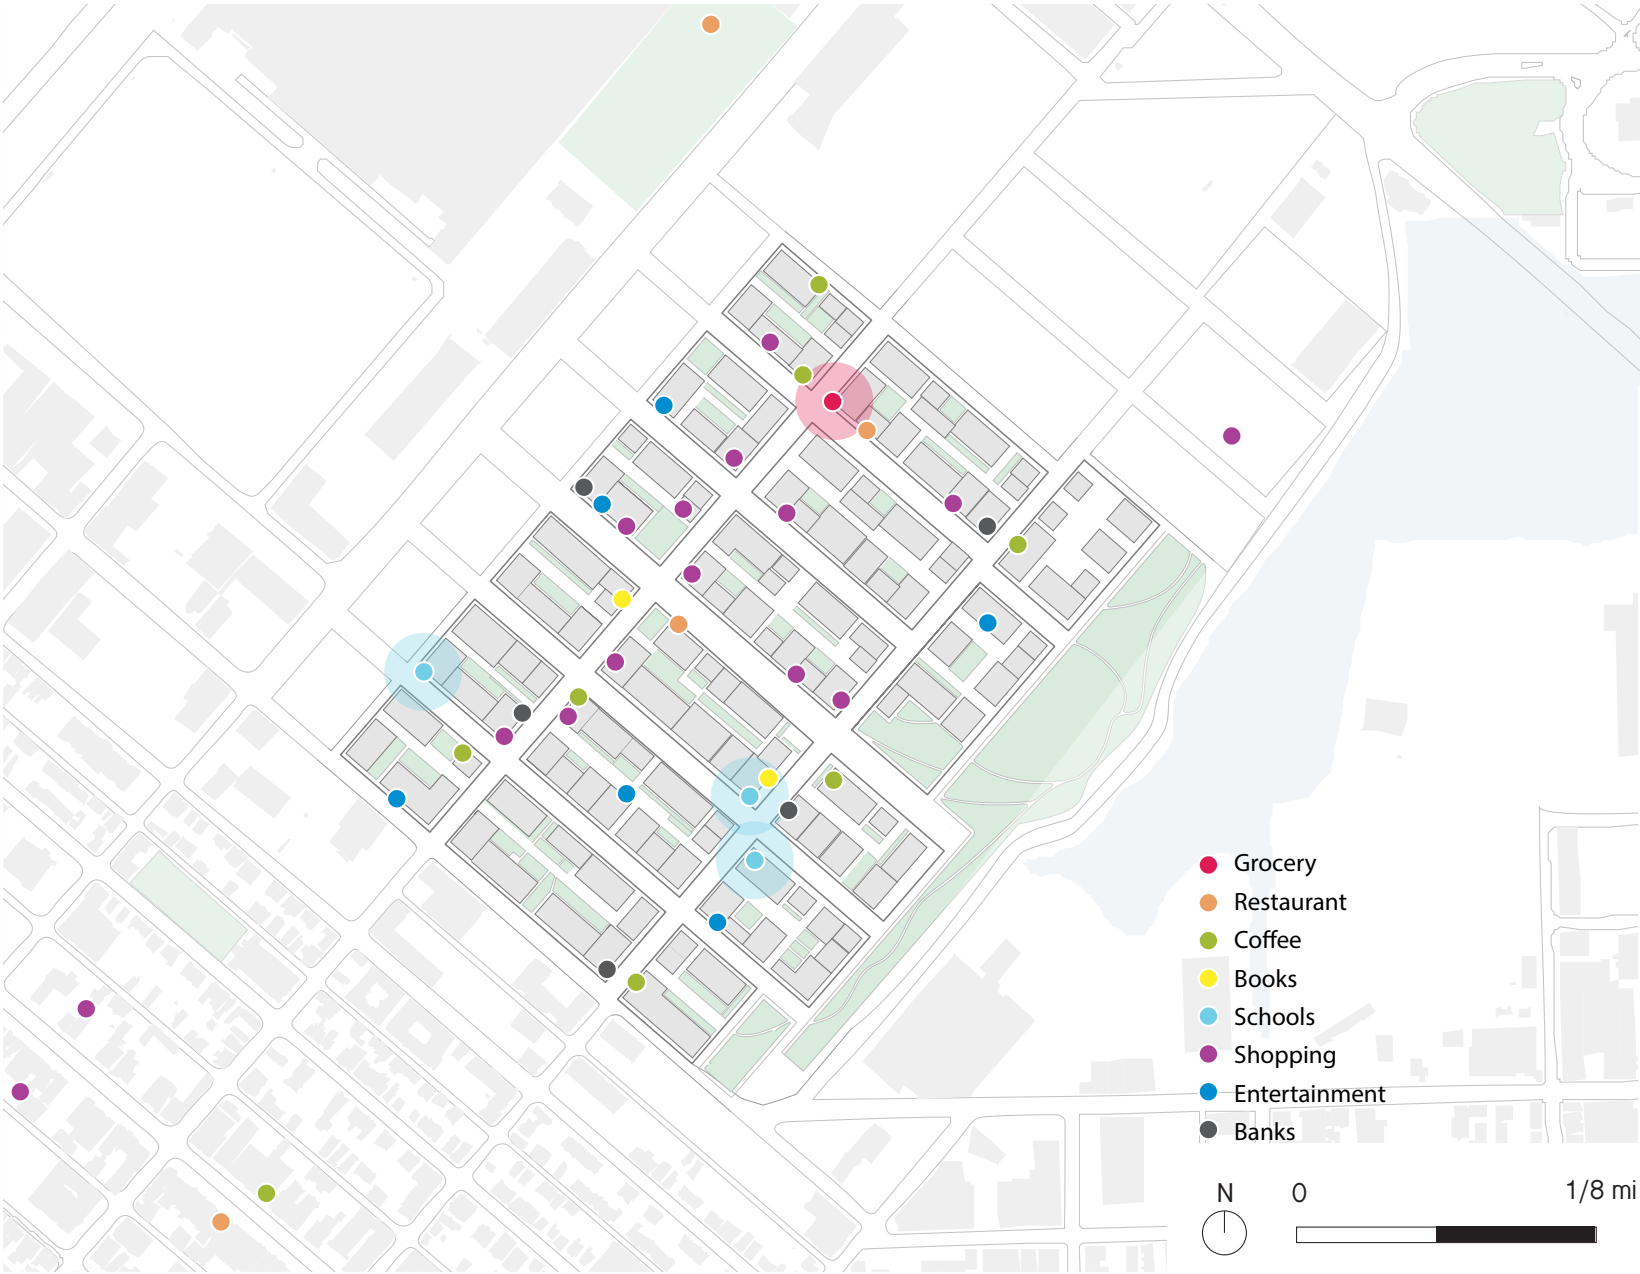 Grocery
Restaurant
Coffee
Books
Schools
Shopping
Entertainment
Banks
N 0 1/8 mi